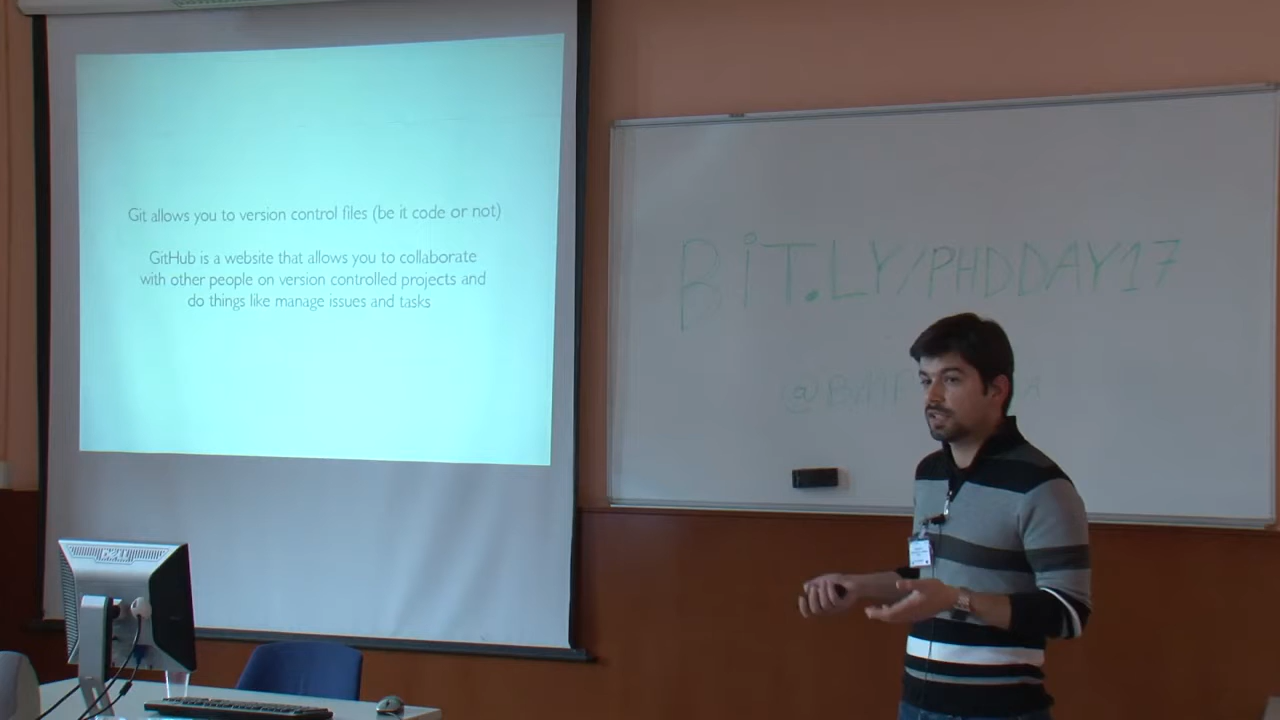 Git allows you to version control files (be it code or not)
GitHub is a website that allows you to collaborate
with other people on version controlled projects and
do things like manage issues and tasks
BiT.LY/PHDDAY17
DELL